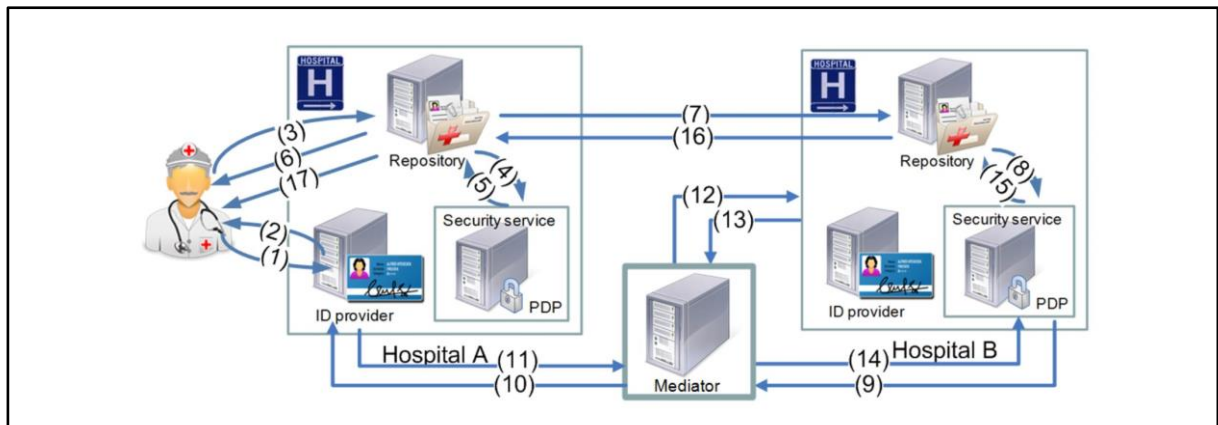 HOSPITAL
H
(3)
(6)
(17)
Repository
(4)
(5)
(2)
(1)
ID provider
Security service
PDP
Hospital A
(7)
(16)
(12)
(13)
Mediator
(11)
(10)
HOSPITAL
H
Repository
(8)
(15)
ID provider
Security service
PDP
(14)
Hospital B
(9)